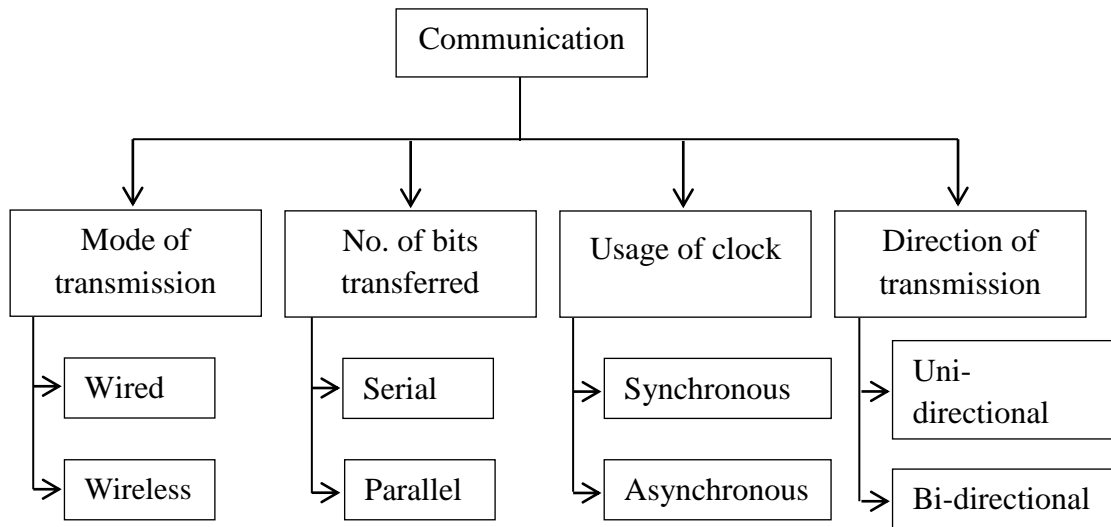 Communication
Mode of
transmission
No. of bits
transferred
Usage of clock
Direction of
transmission
Wired
Wireless
Serial
Parallel
Synchronous
Asynchronous
Uni-
directional
Bi-directional